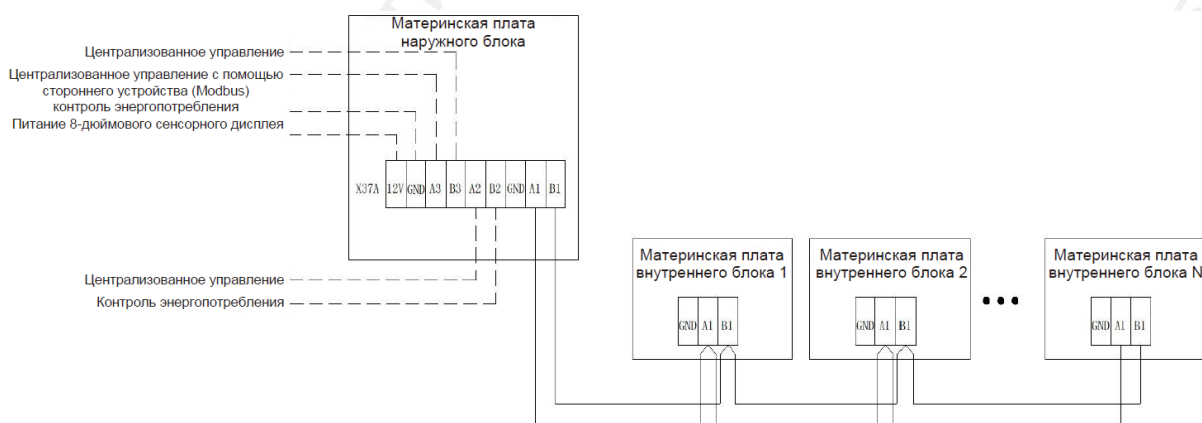 Материнская плата
наружного блока
Централизованное управление
Централизованное управление с помощью
стороннего устройства (Modbus)
контроль энергопотребления
Питание 8-дюймового сенсорного дисплея
X37A 12V GND A3 B3 A2 B2 GND A1 B1
Централизованное управление
Контроль энергопотребления
Материнская плата
внутреннего блока 1
GND A1 B1
Материнская плата
внутреннего блока 2
GND A1 B1
Материнская плата
внутреннего блока N
GND A1 B1